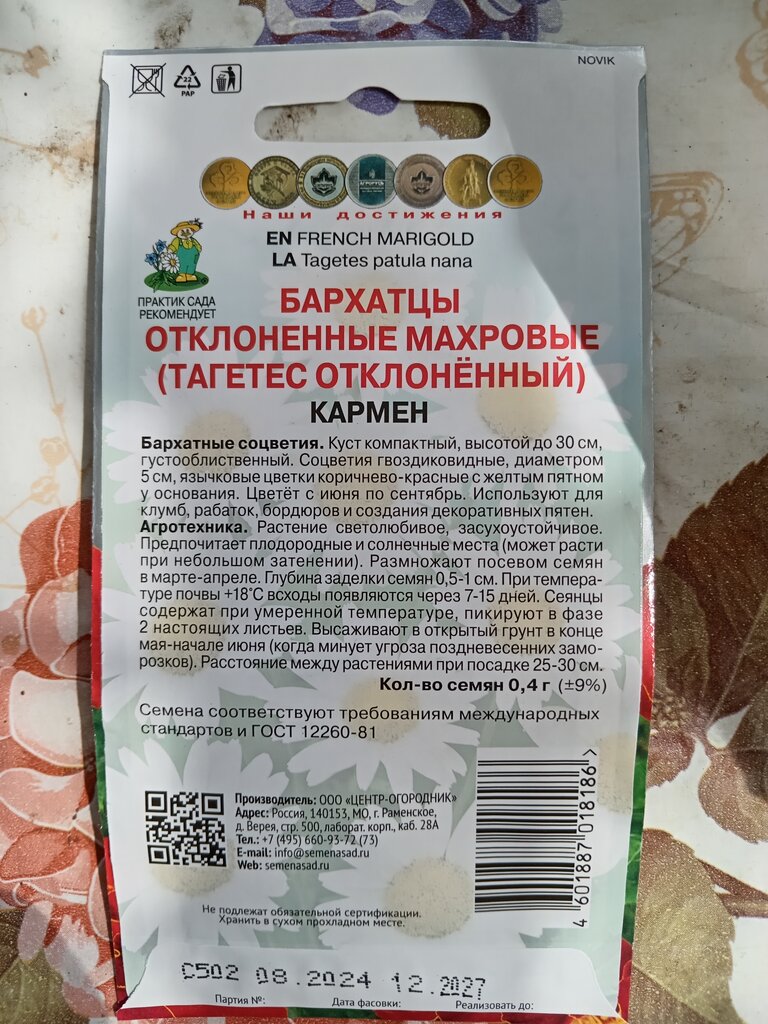 NOVIK
22
PAP
АГРОРУСЬ
Наши достижения
EN FRENCH MARIGOLD
LA Tagetes patula nana
ПРАКТИК САДА
РЕКОМЕНДУЕТ
БАРХАТЦЫ
ОТКЛОНЕННЫЕ МАХРОВЫЕ
(ТАГЕТЕС ОТКЛОНЁННЫЙ)
КАРМЕН
Бархатные соцветия. Куст компактный, высотой до 30 см,
густооблиственный. Соцветия гвоздиковидные, диаметром
5 см, язычковые цветки коричнево-красные с желтым пятном
у основания. Цветёт с июня по сентябрь. Используют для
клумб, рабаток, бордюров и создания декоративных пятен.
Агротехника. Растение светолюбивое, засухоустойчивое.
Предпочитает плодородные и солнечные места (может расти
при небольшом затенении). Размножают посевом семян
в марте-апреле. Глубина заделки семян 0,5-1 см. При темпера-
туре почвы +18°С всходы появляются через 7-15 дней. Сеянцы
содержат при умеренной температуре, пикируют в фазе
2 настоящих листьев. Высаживают в открытый грунт в конце
мая-начале июня (когда минует угроза поздневесенних замо-
розков). Расстояние между растениями при посадке 25-30 см.
Кол-во семян 0,4 г (±9%)
Семена соответствуют требованиям международных
стандартов и ГОСТ 12260-81
Производитель: ООО «ЦЕНТР-ОГОРОДНИК»
Адрес: Россия, 140153, МО, г. Раменское,
д. Верея, стр. 500, лаборат. корп., каб. 28А
Тел.: +7 (495) 660-93-72 (73)
E-mail: info@semenasad.ru
Web: semenasad.ru
4 601887 018186 >
Не подлежат обязательной сертификации.
Хранить в сухом прохладном месте.
С502 08.2024 12.2027
Партия №: Дата фасовки: Реализовать до: